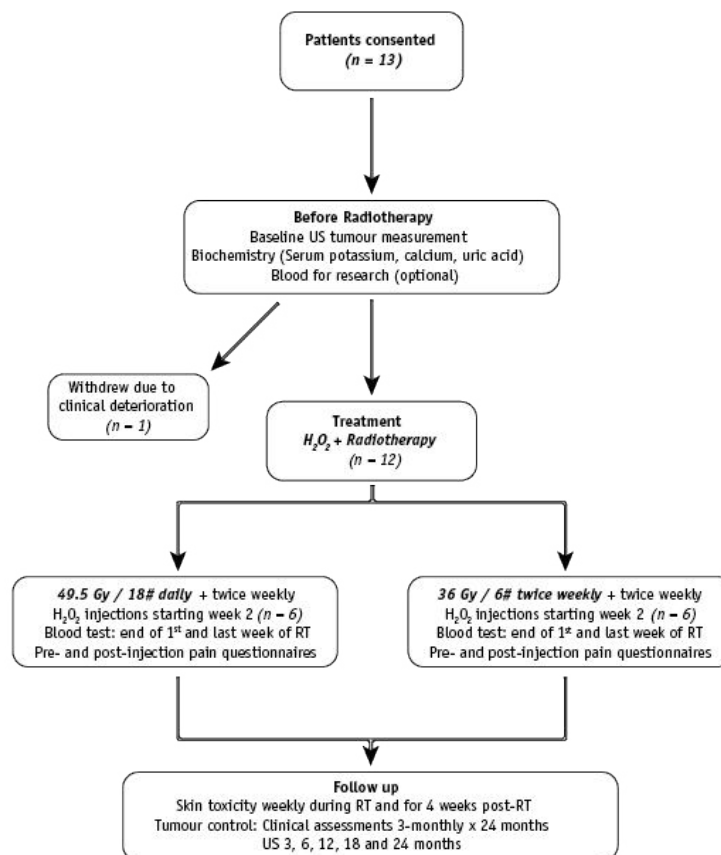 Patients consented
(n = 13)
Before Radiotherapy
Baseline US tumour measurement
Biochemistry (Serum potassium, calcium, uric acid)
Blood for research (optional)
Withdrew due to
clinical deterioration
(n – 1)
Treatment
H₂O₂ + Radiotherapy
(n – 12)
49.5 Gy / 18# daily + twice weekly
H₂O₂ injections starting week 2 (n – 6)
Blood test: end of 1ˢᵗ and last week of RT
Pre- and post-injection pain questionnaires
36 Gy / 6# twice weekly + twice weekly
H₂O₂ injections starting week 2 (n – 6)
Blood test: end of 1ˢᵗ and last week of RT
Pre- and post-injection pain questionnaires
Follow up
Skin toxicity weekly during RT and for 4 weeks post-RT
Tumour control: Clinical assessments 3-monthly x 24 months
US 3, 6, 12, 18 and 24 months